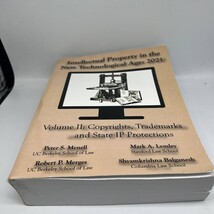 Intellectual Property in the
New Technological Age: 2021
Volume II: Copyrights, Trademarks
and State IP Protections
Peter S. Menell
UC Berkeley School of Law
Mark A. Lemley
Stanford Law School
Robert P. Merges
UC Berkeley School of Law
Shyamkrishna Balganesh
Columbia Law School